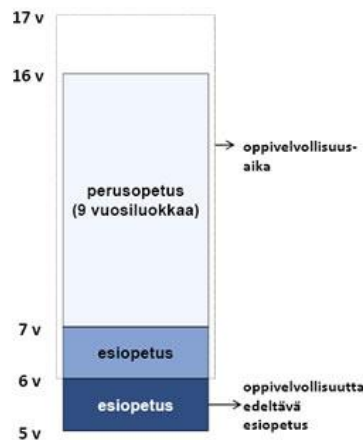 17 v
16 v
oppivelvollisuus-
aika
perusopetus
(9 vuosiluokkaa)
7 v
esiopetus
6 v
esiopetus
oppivelvollisuutta
edeltävä
esiopetus
5 v